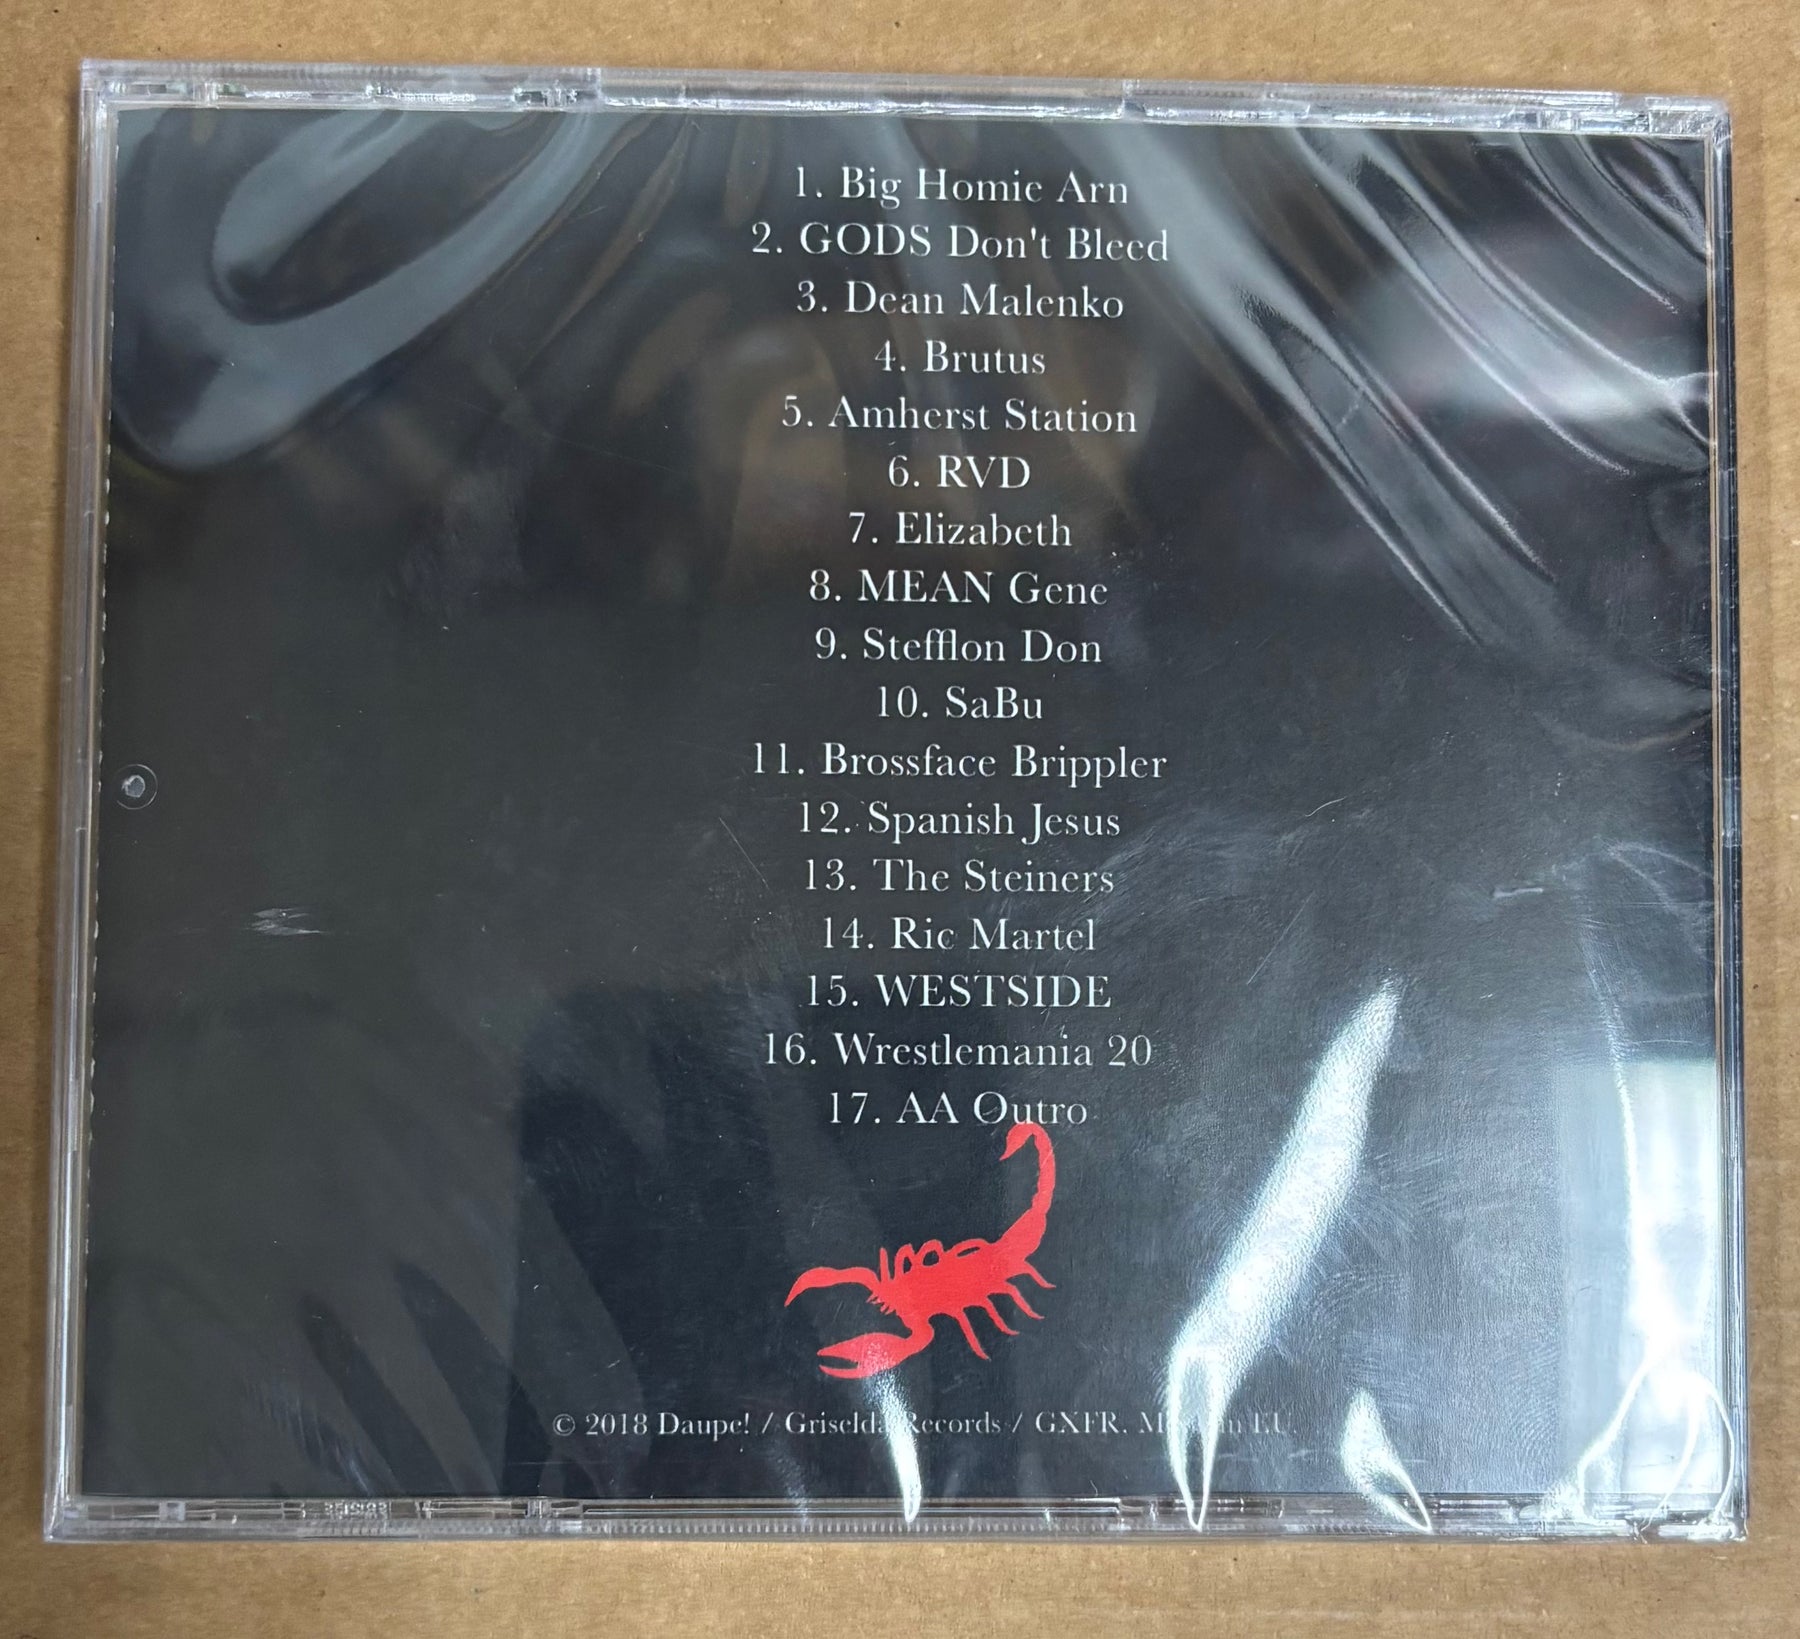 1. Big Homie Arn
2. GODS Don't Bleed
3. Dean Malenko
4. Brutus
5. Amherst Station
6. RVD
7. Elizabeth
8. MEAN Gene
9. Stefflon Don
10. SaBu
11. Brossface Brippler
12. Spanish Jesus
13. The Steiners
14. Ric Martel
15. WESTSIDE
16. Wrestlemania 20
17. AA Outro
© 2018 Daupe! / Griselda Records / GXFR. in EU.